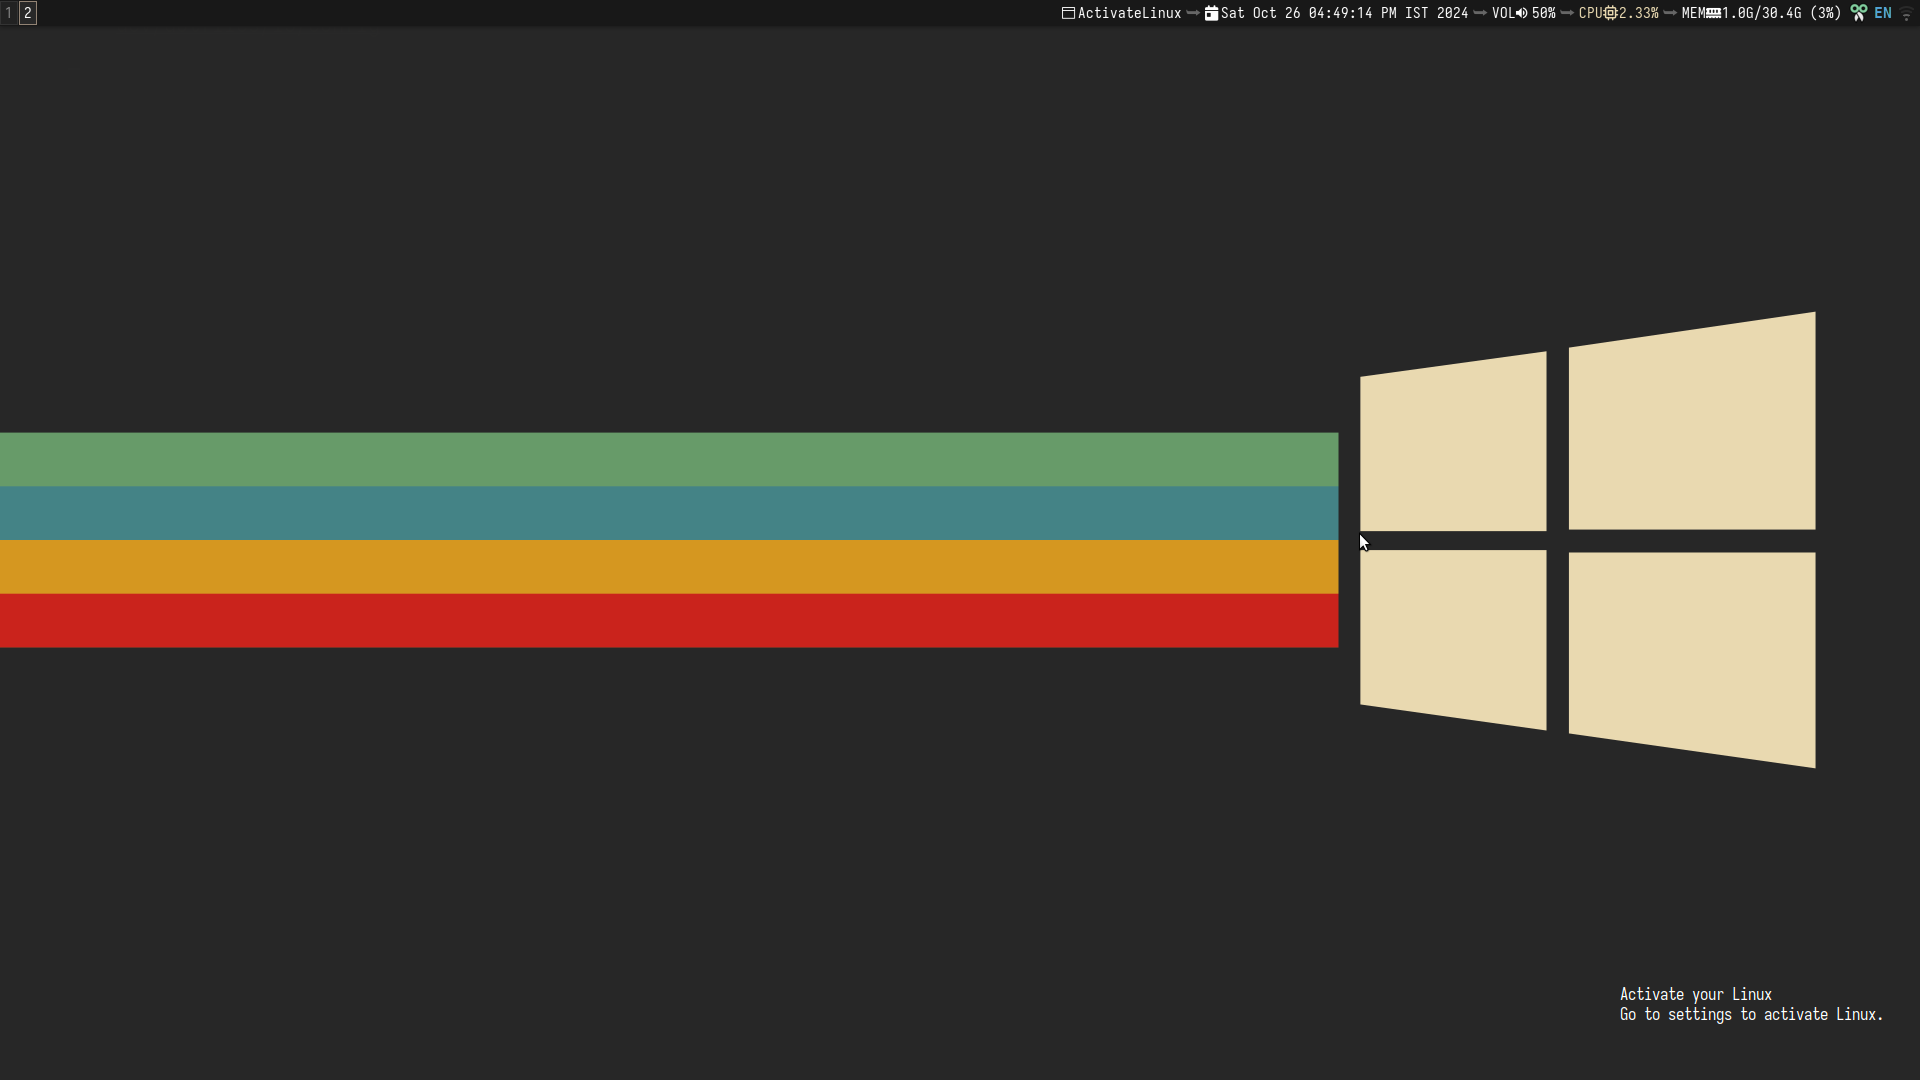 1 2 ActivateLinux Sat Oct 26 04:49:14 PM IST 2024 VOL 50% CPU 2.33% MEM 1.0G/30.4G (3%) EN
Activate your Linux
Go to settings to activate Linux.